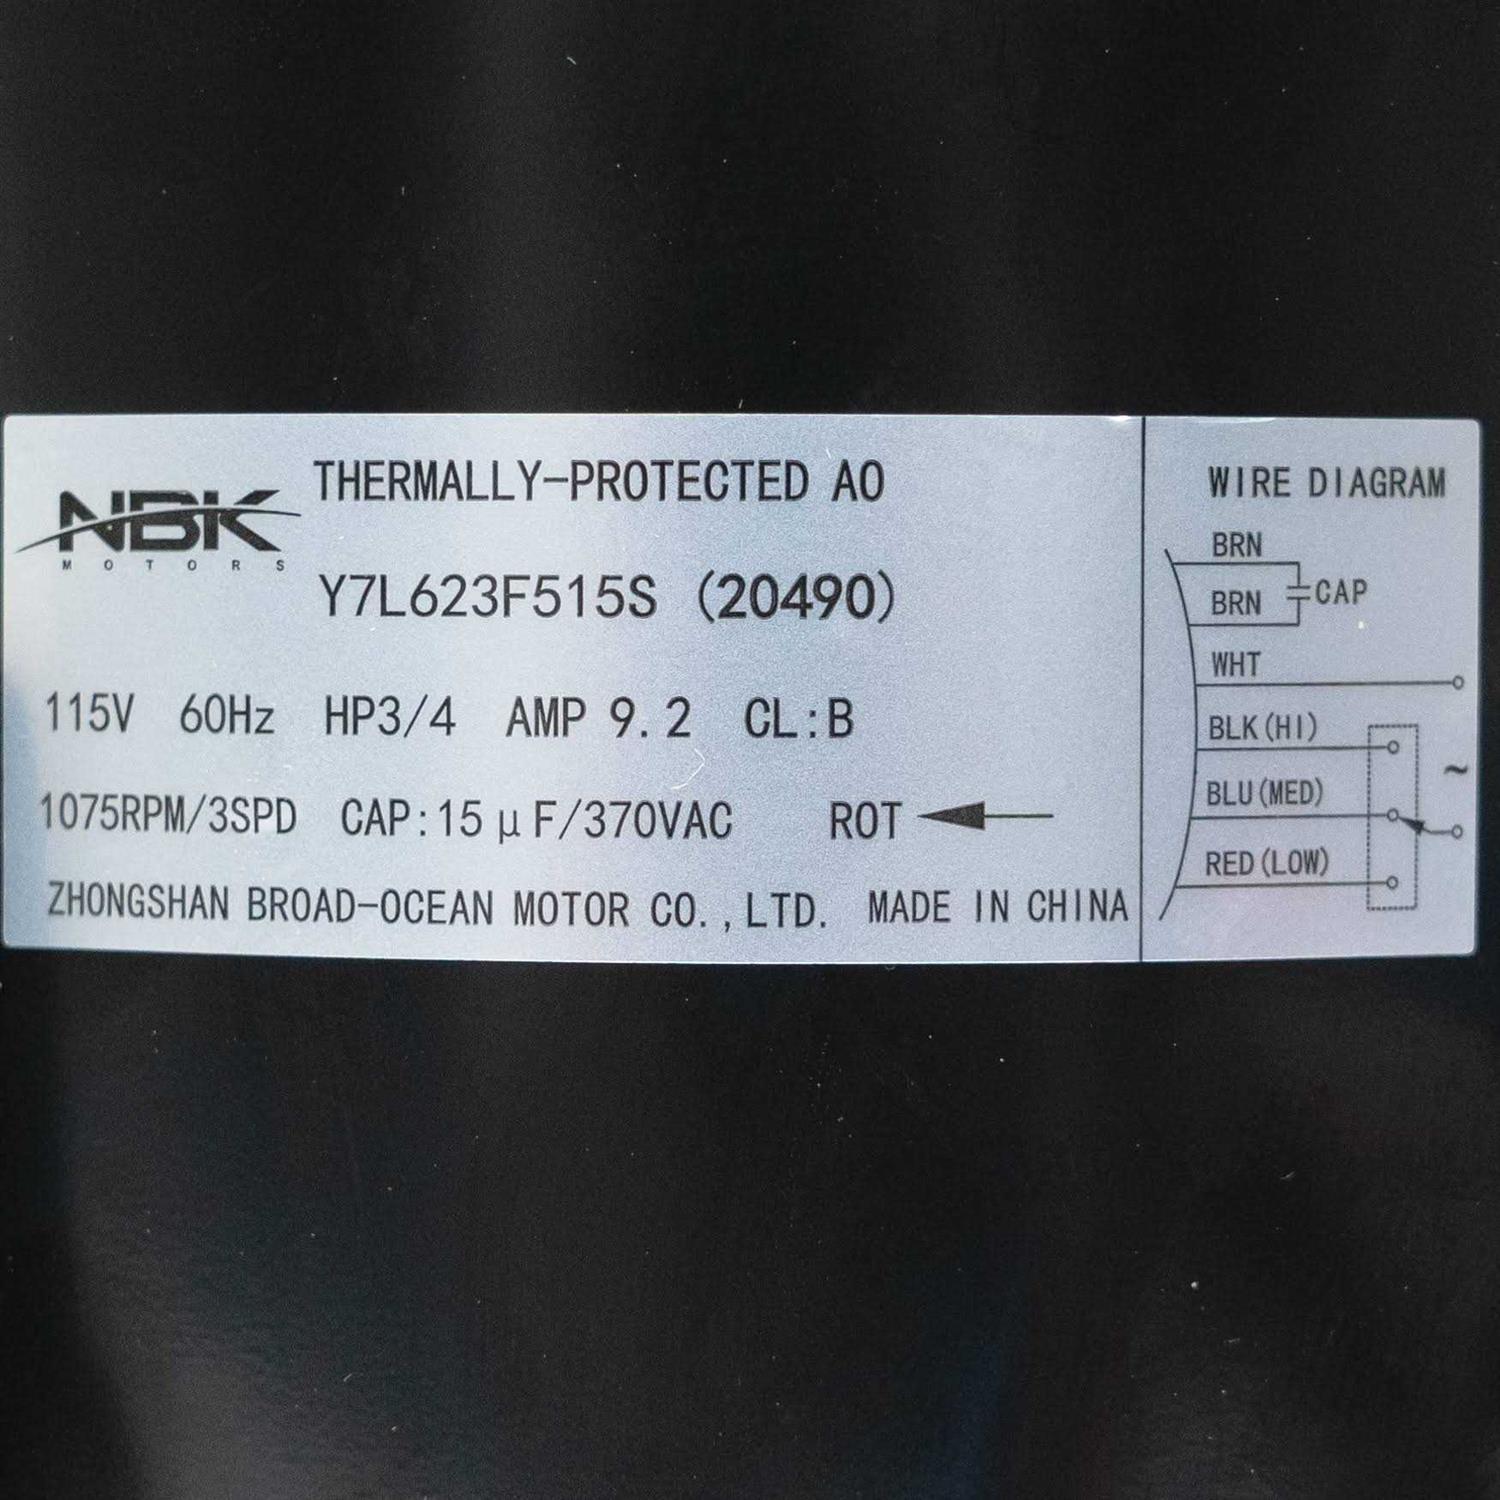 NBK
MOTORS
THERMALLY-PROTECTED AO
Y7L623F515S (20490)
115V 60Hz HP3/4 AMP 9.2 CL:B
1075RPM/3SPD CAP:15μF/370VAC ROT
ZHONGSHAN BROAD-OCEAN MOTOR CO.,LTD. MADE IN CHINA
WIRE DIAGRAM
BRN
BRN CAP
WHT
BLK(HI)
~
BLU(MED)
RED(LOW)